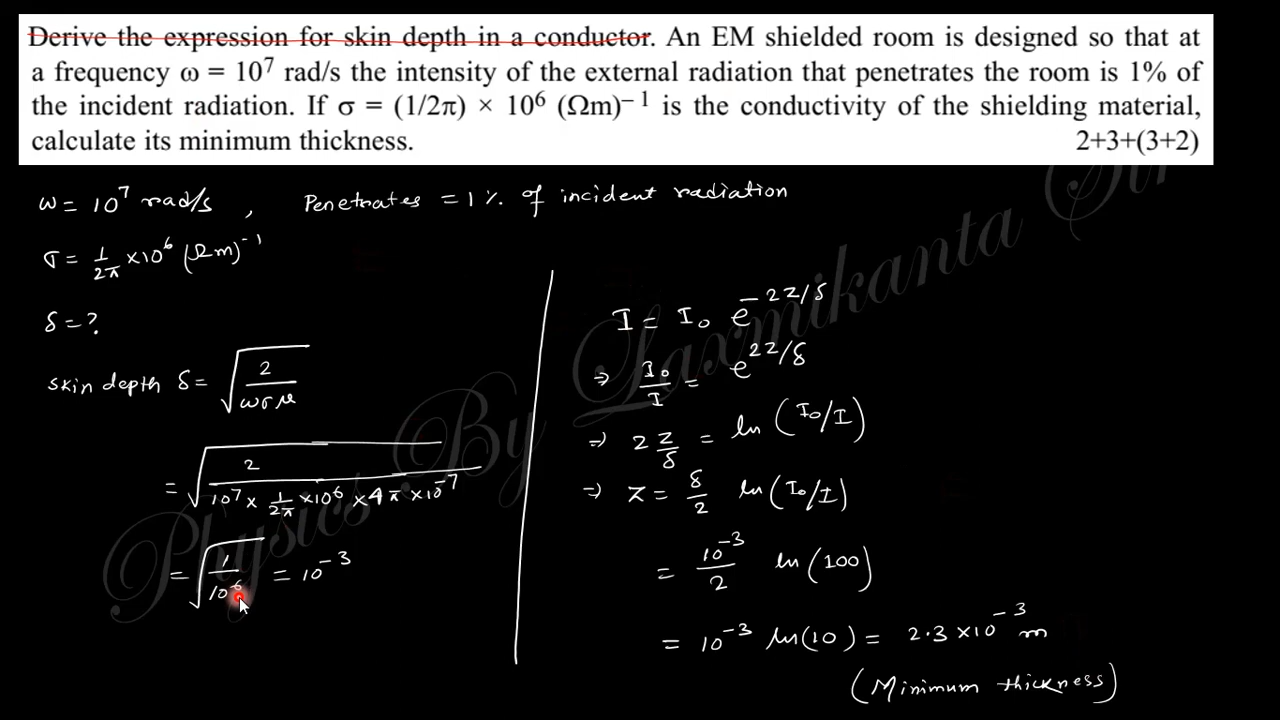 Derive the expression for skin depth in a conductor. An EM shielded room is designed so that at
a frequency ω = 10⁷ rad/s the intensity of the external radiation that penetrates the room is 1% of
the incident radiation. If σ = (1/2π) × 10⁶ (Ωm)⁻¹ is the conductivity of the shielding material,
calculate its minimum thickness. 2+3+(3+2)
ω = 10⁷ rad/s , Penetrates = 1 % of incident radiation
σ = 1/2π × 10⁶ (Ωm)⁻¹
δ = ?
skin depth δ = √(2/ωσμ)
= √(2/(10⁷ × 1/2π × 10⁶ × 4π × 10⁻⁷))
= √(1/10⁶) = 10⁻³
I = I₀ e^(-2z/δ)
⇒ I₀/I = e^(2z/δ)
⇒ 2 z/δ = ln (I₀/I)
⇒ z = δ/2 ln (I₀/I)
= 10⁻³/2 ln (100)
= 10⁻³ ln(10) = 2.3 × 10⁻³ m
(Minimum thickness)
Physics By Laxmikanta